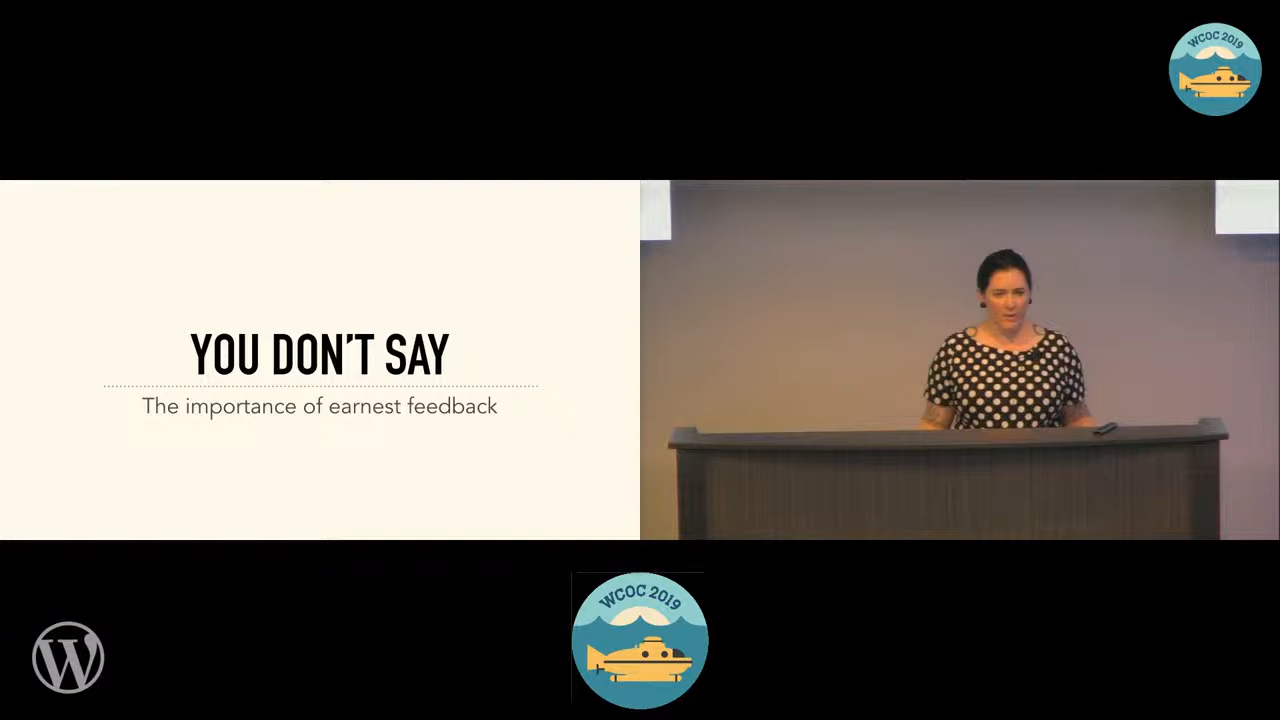 WCOC 2019
YOU DON'T SAY
The importance of earnest feedback
WCOC 2019
W